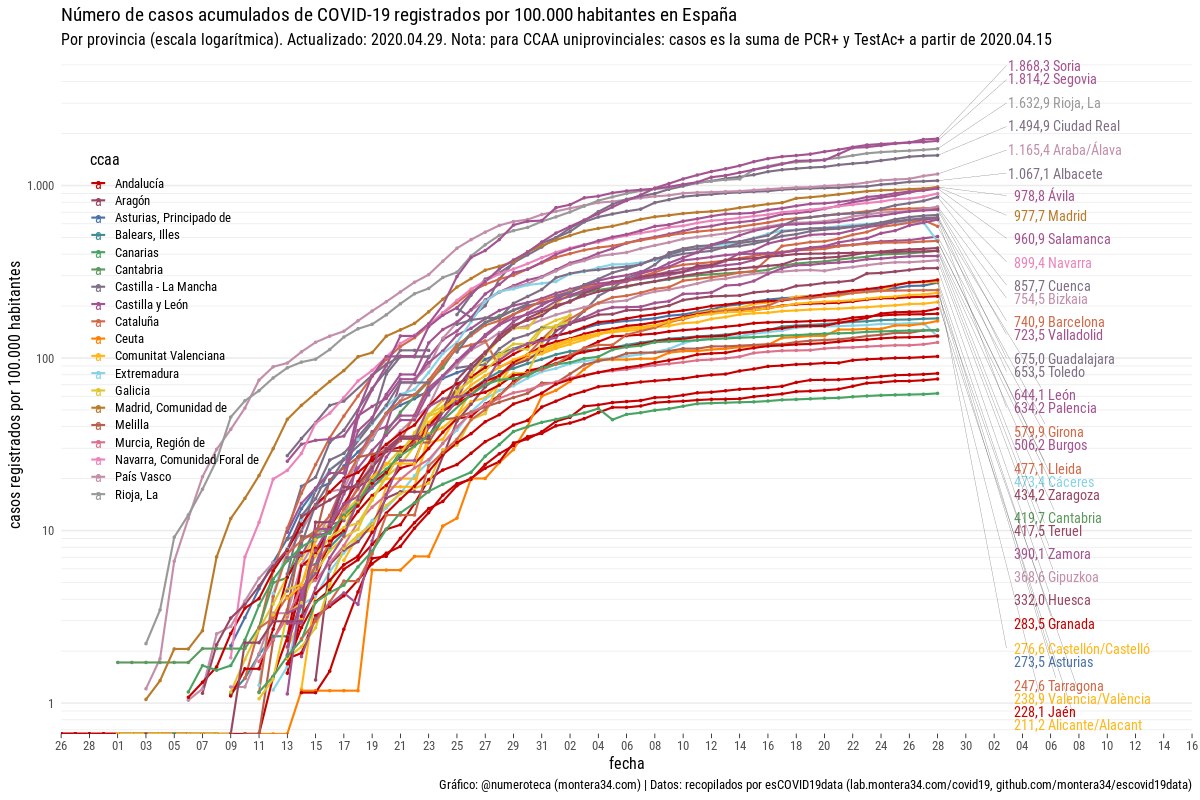 Número de casos acumulados de COVID-19 registrados por 100.000 habitantes en España
Por provincia (escala logarítmica). Actualizado: 2020.04.29. Nota: para CCAA uniprovinciales: casos es la suma de PCR+ y TestAc+ a partir de 2020.04.15
casos registrados por 100.000 habitantes
1.000
100
10
1
ccaa
Andalucía
Aragón
Asturias, Principado de
Balears, Illes
Canarias
Cantabria
Castilla - La Mancha
Castilla y León
Cataluña
Ceuta
Comunitat Valenciana
Extremadura
Galicia
Madrid, Comunidad de
Melilla
Murcia, Región de
Navarra, Comunidad Foral de
País Vasco
Rioja, La
1.868,3 Soria
1.814,2 Segovia
1.632,9 Rioja, La
1.494,9 Ciudad Real
1.165,4 Araba/Álava
1.067,1 Albacete
978,8 Ávila
977,7 Madrid
960,9 Salamanca
899,4 Navarra
857,7 Cuenca
754,5 Bizkaia
740,9 Barcelona
723,5 Valladolid
675,0 Guadalajara
653,5 Toledo
644,1 León
634,2 Palencia
579,9 Girona
506,2 Burgos
477,1 Lleida
473,4 Cáceres
434,2 Zaragoza
419,7 Cantabria
417,5 Teruel
390,1 Zamora
368,6 Gipuzkoa
332,0 Huesca
283,5 Granada
276,6 Castellón/Castelló
273,5 Asturias
247,6 Tarragona
238,9 Valencia/València
228,1 Jaén
211,2 Alicante/Alacant
26 28 01 03 05 07 09 11 13 15 17 19 21 23 25 27 29 31 02 04 06 08 10 12 14 16 18 20 22 24 26 28 30 02 04 06 08 10 12 14 16
fecha
Gráfico: @numeroteca (montera34.com) | Datos: recopilados por esCOVID19data (lab.montera34.com/covid19, github.com/montera34/escovid19data)